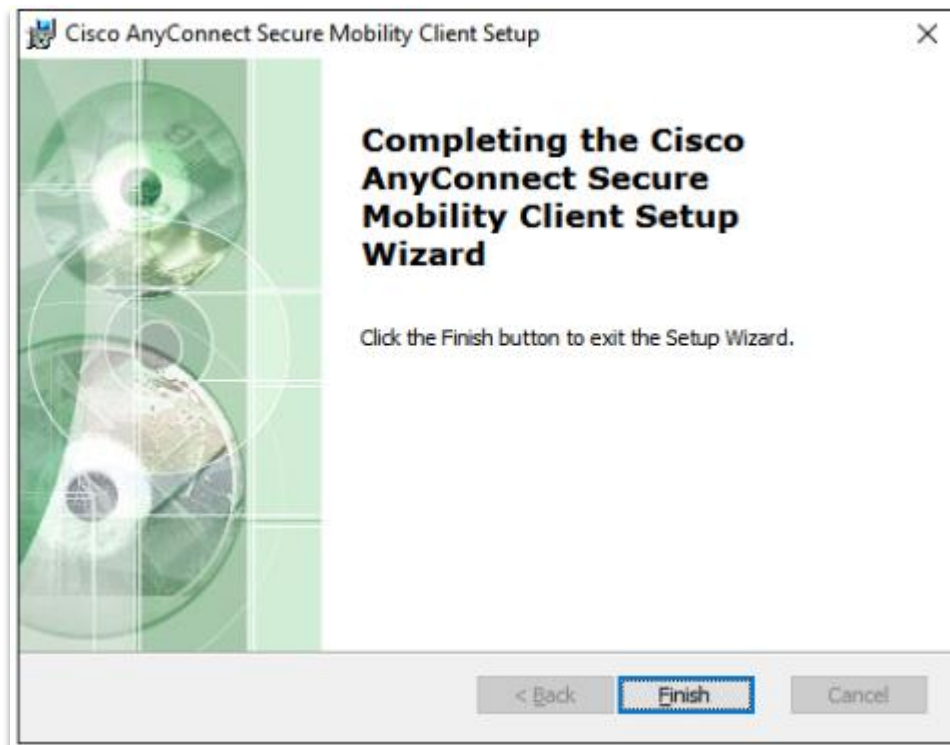 Cisco AnyConnect Secure Mobility Client Setup
Completing the Cisco
AnyConnect Secure
Mobility Client Setup
Wizard
Click the Finish button to exit the Setup Wizard.
< Back
Finish
Cancel